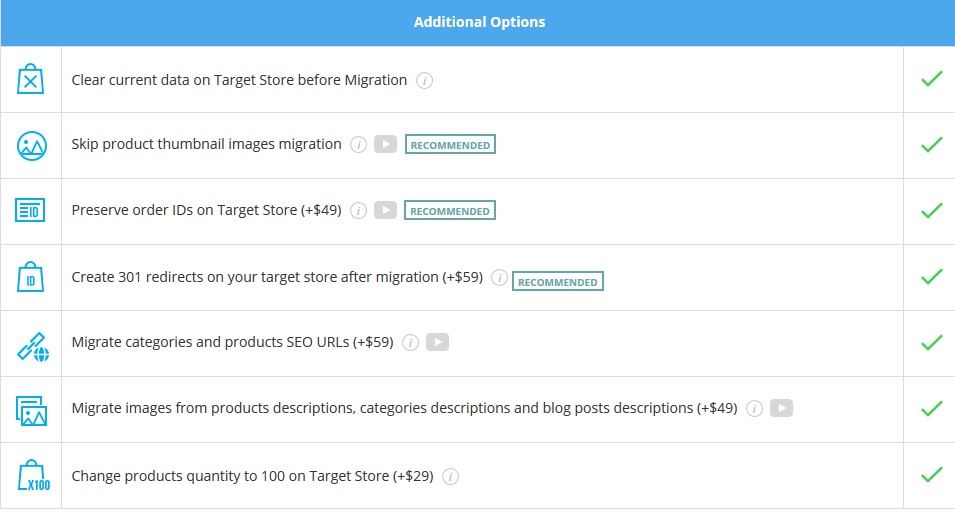 Additional Options
Clear current data on Target Store before Migration i
Skip product thumbnail images migration i RECOMMENDED
ID Preserve order IDs on Target Store (+$49) i RECOMMENDED
ID Create 301 redirects on your target store after migration (+$59) i RECOMMENDED
Migrate categories and products SEO URLs (+$59) i
Migrate images from products descriptions, categories descriptions and blog posts descriptions (+$49) i
X100 Change products quantity to 100 on Target Store (+$29) i